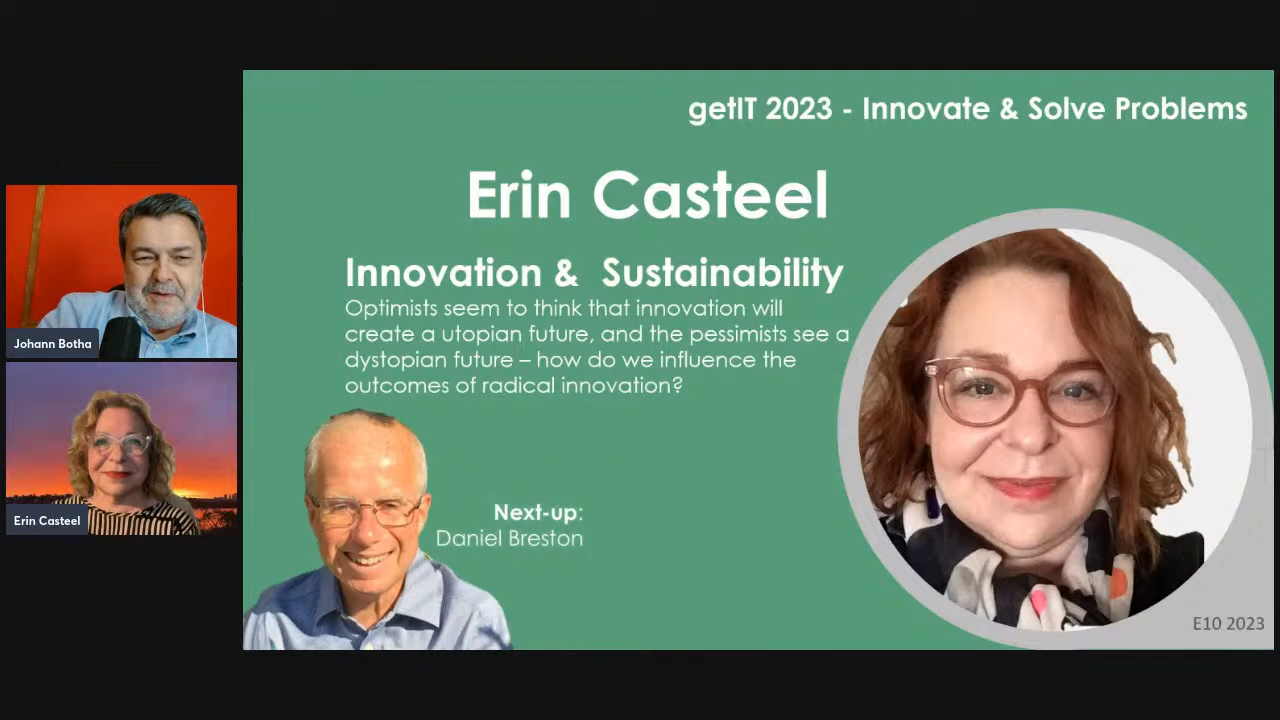 getIT 2023 - Innovate & Solve Problems
Erin Casteel
Innovation & Sustainability
Optimists seem to think that innovation will
create a utopian future, and the pessimists see a
dystopian future – how do we influence the
outcomes of radical innovation?
Next-up:
Daniel Breston
E10 2023
Johann Botha
Erin Casteel